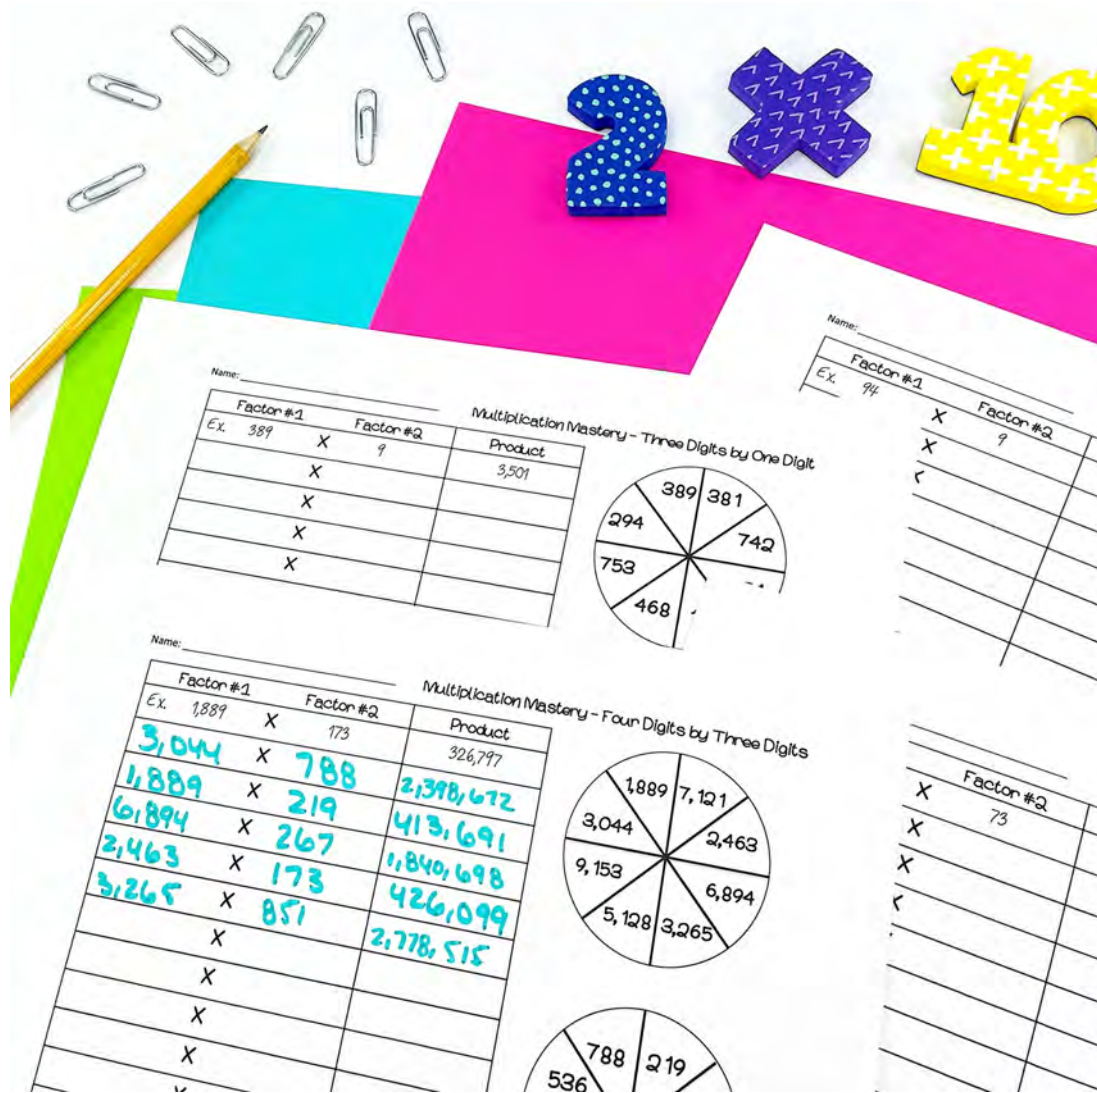 2 × 10
Name:
Factor #1 Factor #2
Ex. 94 X 9
X
Name:
Multiplication Mastery - Three Digits by One Digit
Factor #1 Factor #2 Product
Ex. 389 X 9 3,501
X
X
X
X
389 381
294 742
753
468
Name:
Multiplication Mastery - Four Digits by Three Digits
Factor #1 Factor #2 Product
Ex. 1,889 X 173 326,797
3,044 X 788 2,398,672
1,889 X 219 413,691
6,894 X 267 1,840,698
2,463 X 173 426,099
3,265 X 851 2,778,515
X
X
X
X
1,889 7,121
3,044 2,463
9,153 6,894
5,128 3,265
788 219
536
Factor #2
X 73
X
X